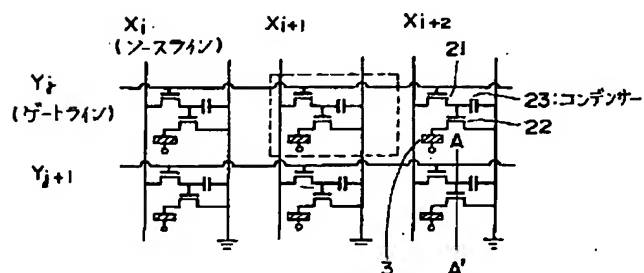 Xi
(ソースライン)
Xi+1
Xi+2
21
Yj
(ゲートライン)
23:コンデンサー
22
A
Yj+1
3
A'